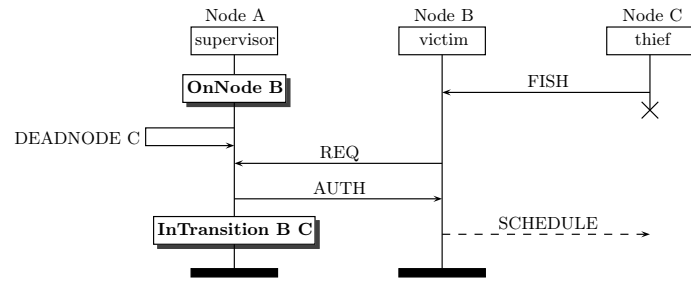 Node A
Node B
Node C
supervisor
victim
thief
OnNode B
FISH
DEADNODE C
REQ
AUTH
InTransition B C
SCHEDULE